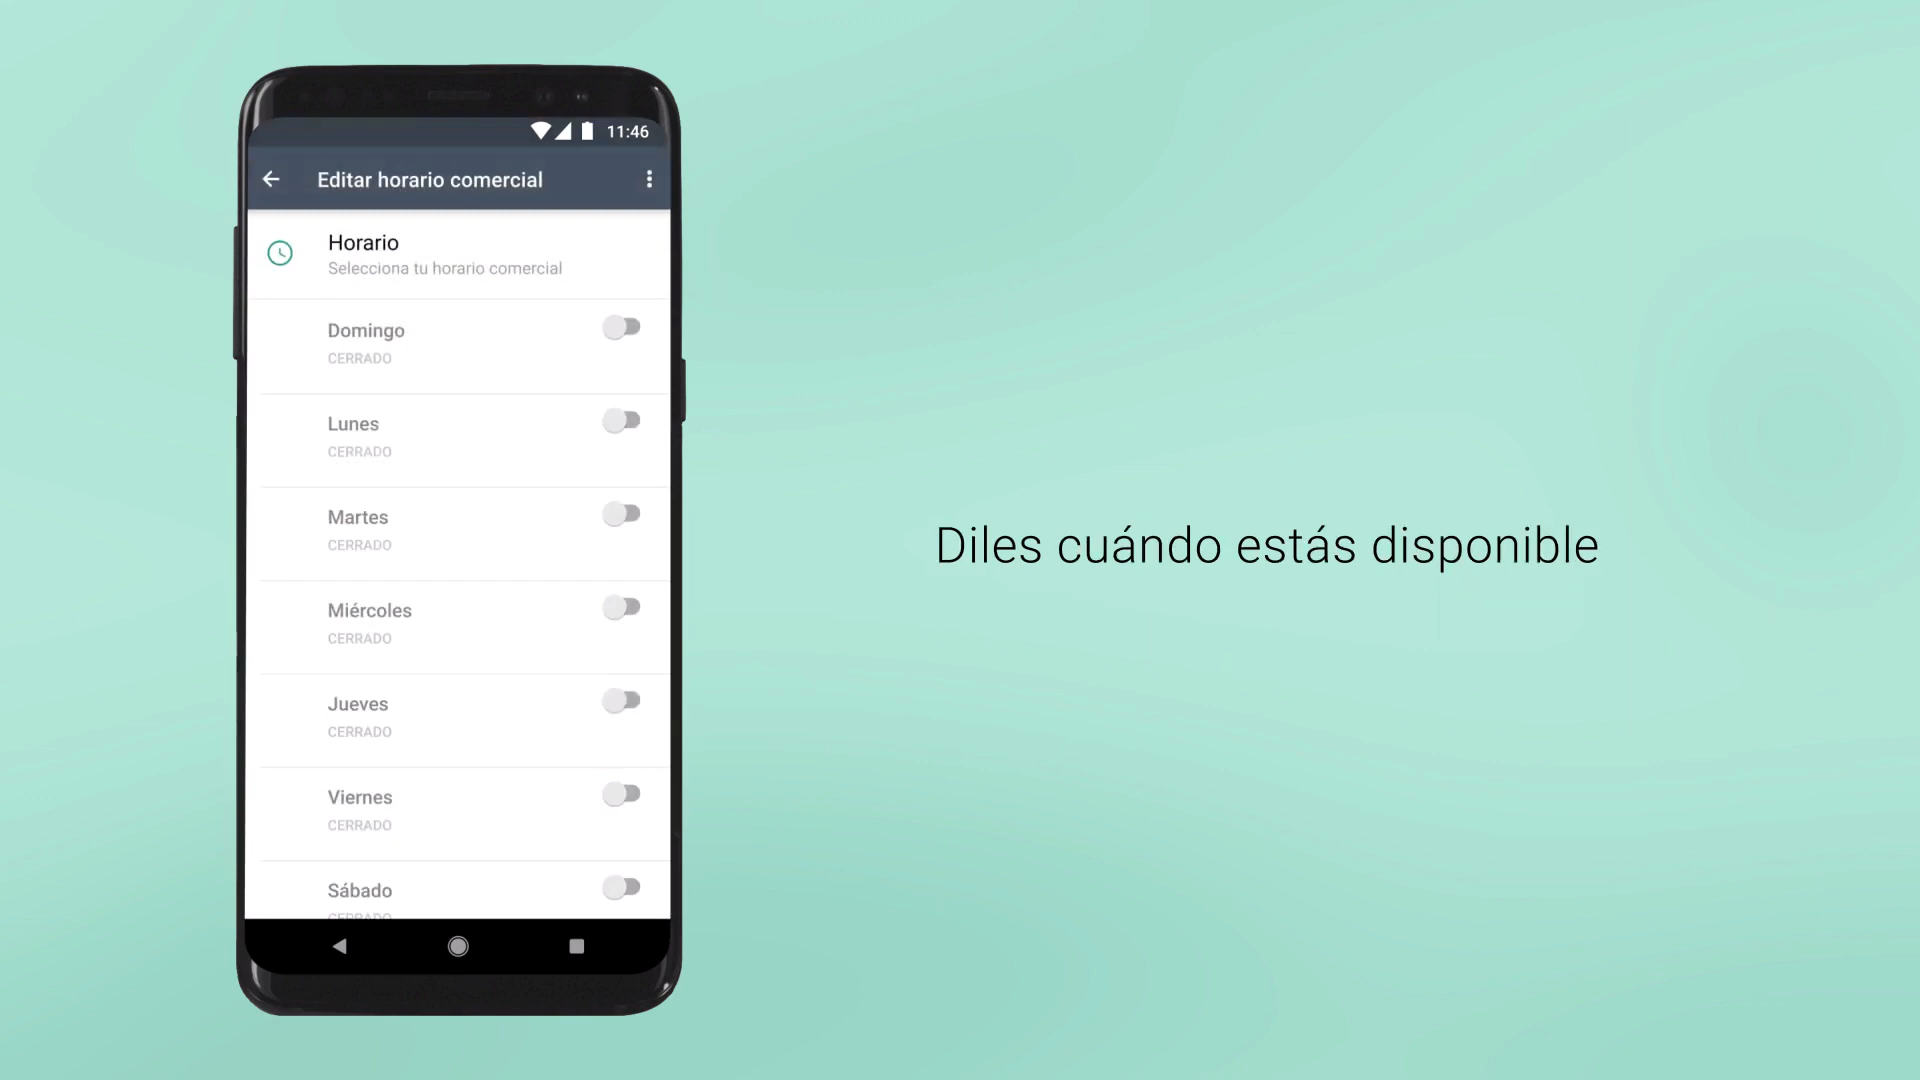 11:46
Editar horario comercial
Horario
Selecciona tu horario comercial
Domingo
CERRADO
Lunes
CERRADO
Martes
CERRADO
Miércoles
CERRADO
Jueves
CERRADO
Viernes
CERRADO
Sábado
CERRADO
Diles cuándo estás disponible